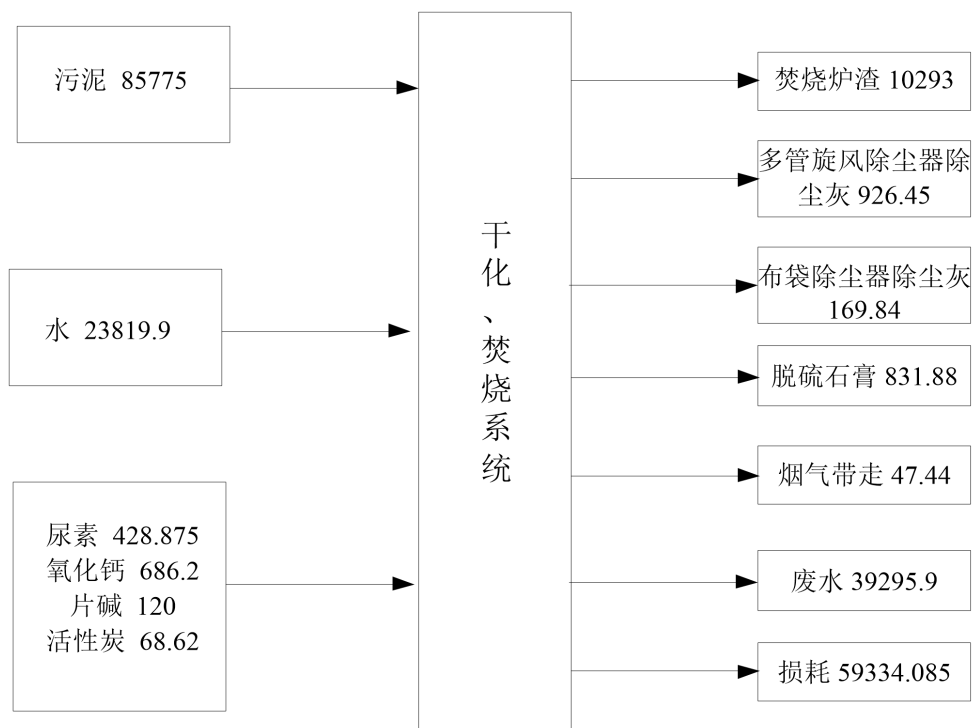 污泥 85775
水 23819.9
尿素 428.875
氧化钙 686.2
片碱 120
活性炭 68.62
干化、焚烧系统
焚烧炉渣 10293
多管旋风除尘器除
尘灰 926.45
布袋除尘器除尘灰
169.84
脱硫石膏 831.88
烟气带走 47.44
废水 39295.9
损耗 59334.085